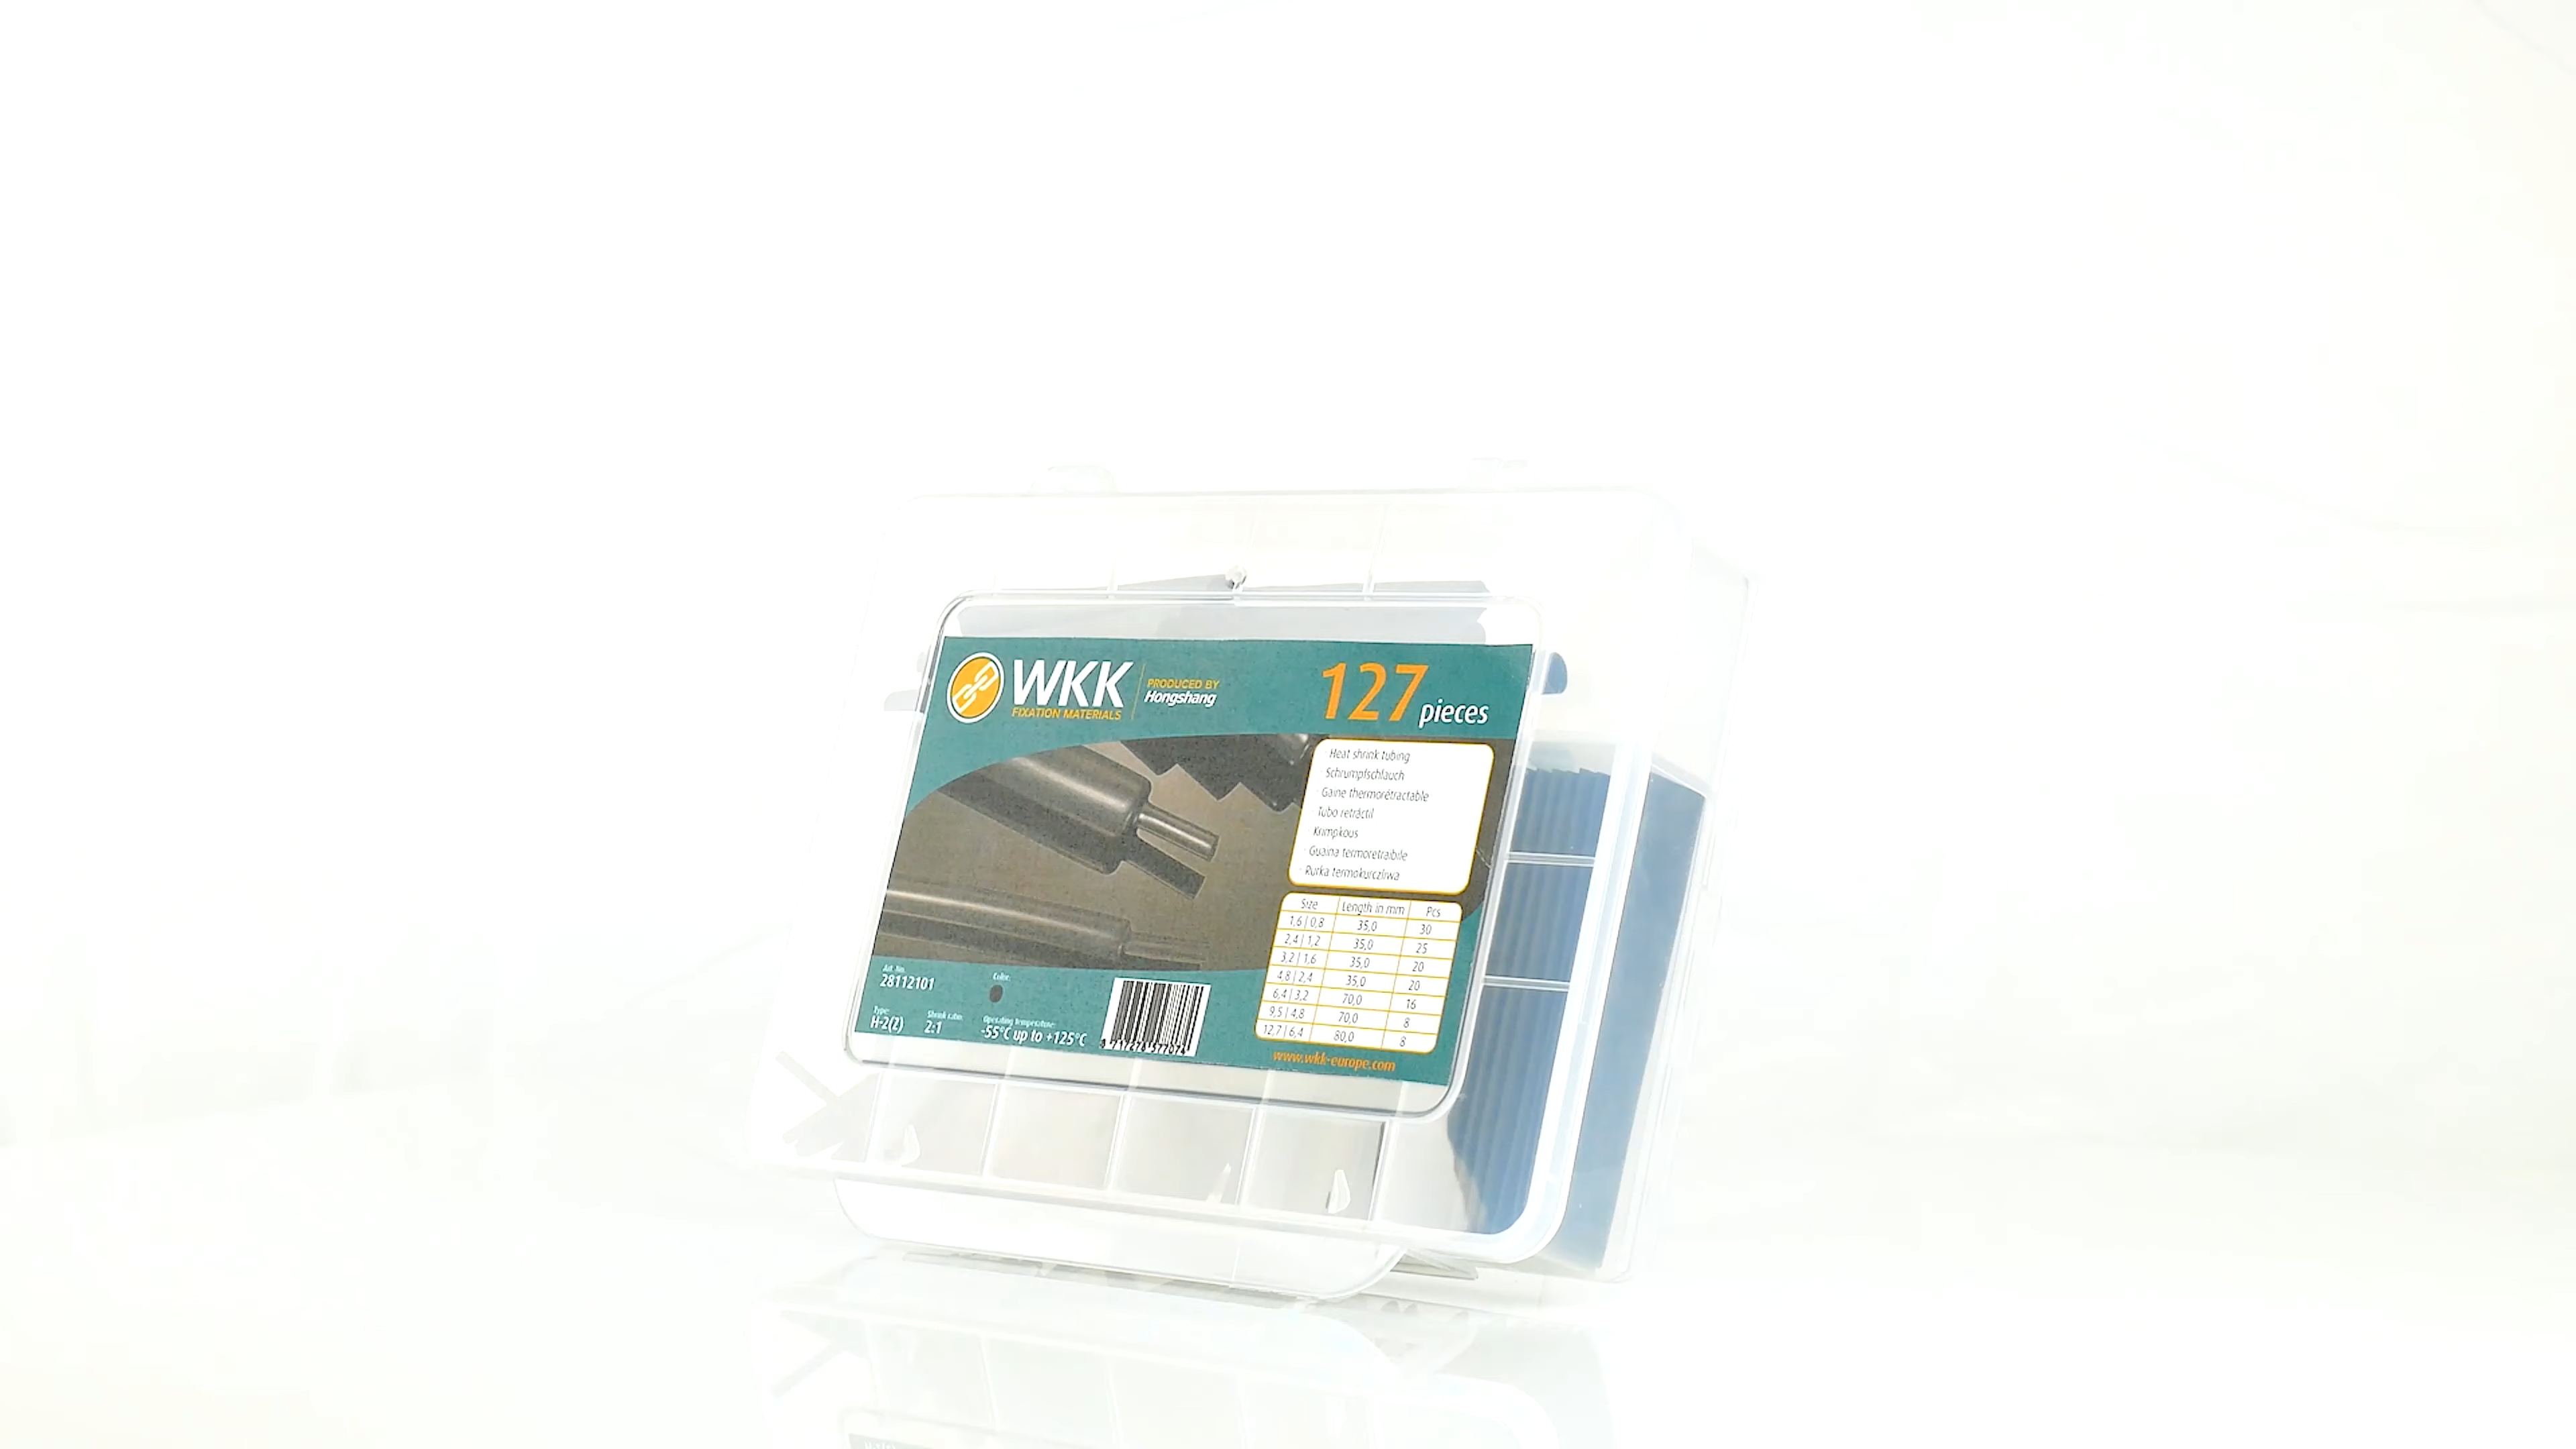 WKK
FIXATION MATERIALS
PRODUCED BY
Hongshang
127 pieces
Heat shrink tubing
Schrumpfschlauch
Gaine thermorétractable
Tubo retráctil
Krimpkous
Guaina termoretraibile
Rurka termokurczliwa
Size Length in mm Pcs
1,6 | 0,8 35,0 30
2,4 | 1,2 35,0 25
3,2 | 1,6 35,0 20
4,8 | 2,4 35,0 20
6,4 | 3,2 70,0 16
9,5 | 4,8 70,0 8
12,7 | 6,4 80,0 8
www.wkk-europe.com
Art. No.
28112101
Color:
Type:
H-2(Z)
Shrink ratio:
2:1
Operating temperature:
-55°C up to +125°C